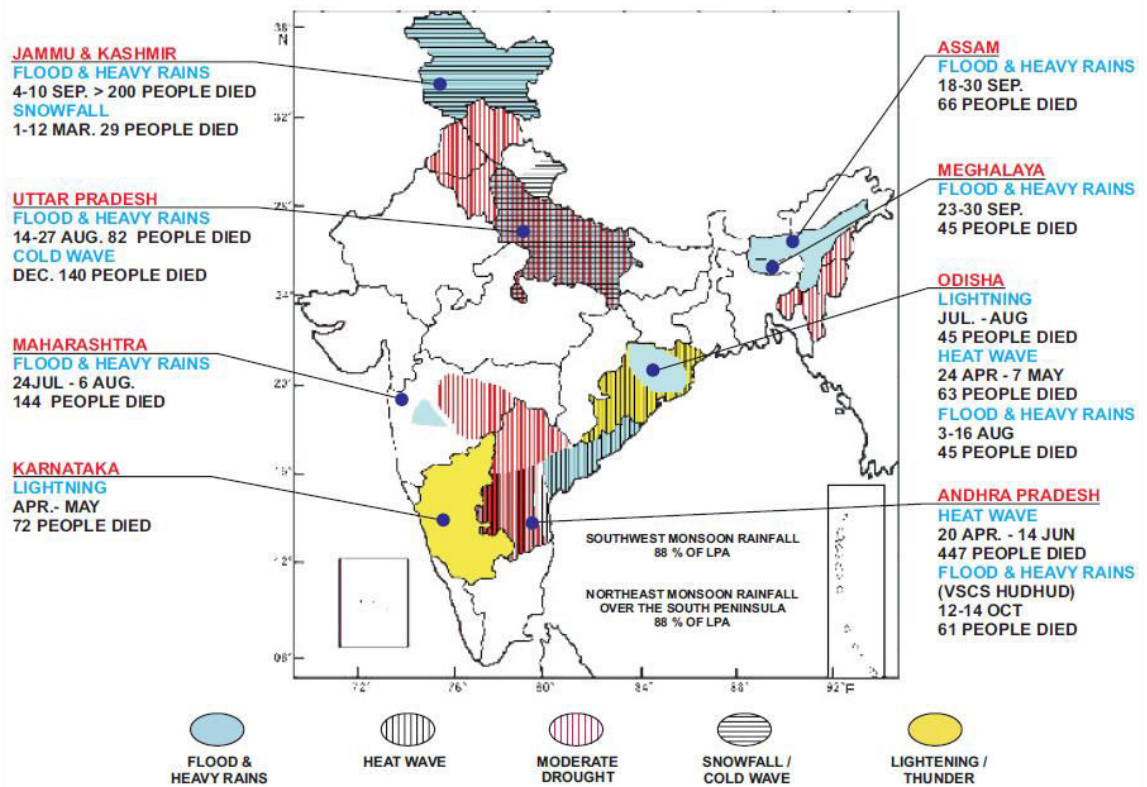 JAMMU & KASHMIR
FLOOD & HEAVY RAINS
4-10 SEP. > 200 PEOPLE DIED
SNOWFALL
1-12 MAR. 29 PEOPLE DIED
UTTAR PRADESH
FLOOD & HEAVY RAINS
14-27 AUG. 82 PEOPLE DIED
COLD WAVE
DEC. 140 PEOPLE DIED
MAHARASHTRA
FLOOD & HEAVY RAINS
24JUL - 6 AUG.
144 PEOPLE DIED
KARNATAKA
LIGHTNING
APR.- MAY
72 PEOPLE DIED
N
32
24
20
12
08
72°
76°
80
84
88°
92°F
SOUTHWEST MONSOON RAINFALL
88 % OF LPA
NORTHEAST MONSOON RAINFALL
OVER THE SOUTH PENINSULA
88 % OF LPA
ASSAM
FLOOD & HEAVY RAINS
18-30 SEP.
66 PEOPLE DIED
MEGHALAYA
FLOOD & HEAVY RAINS
23-30 SEP.
45 PEOPLE DIED
ODISHA
LIGHTNING
JUL. - AUG
45 PEOPLE DIED
HEAT WAVE
24 APR - 7 MAY
63 PEOPLE DIED
FLOOD & HEAVY RAINS
3-16 AUG
45 PEOPLE DIED
ANDHRA PRADESH
HEAT WAVE
20 APR. - 14 JUN
447 PEOPLE DIED
FLOOD & HEAVY RAINS
(VSCS HUDHUD)
12-14 OCT
61 PEOPLE DIED
FLOOD &
HEAVY RAINS
HEAT WAVE
MODERATE
DROUGHT
SNOWFALL /
COLD WAVE
LIGHTENING /
THUNDER